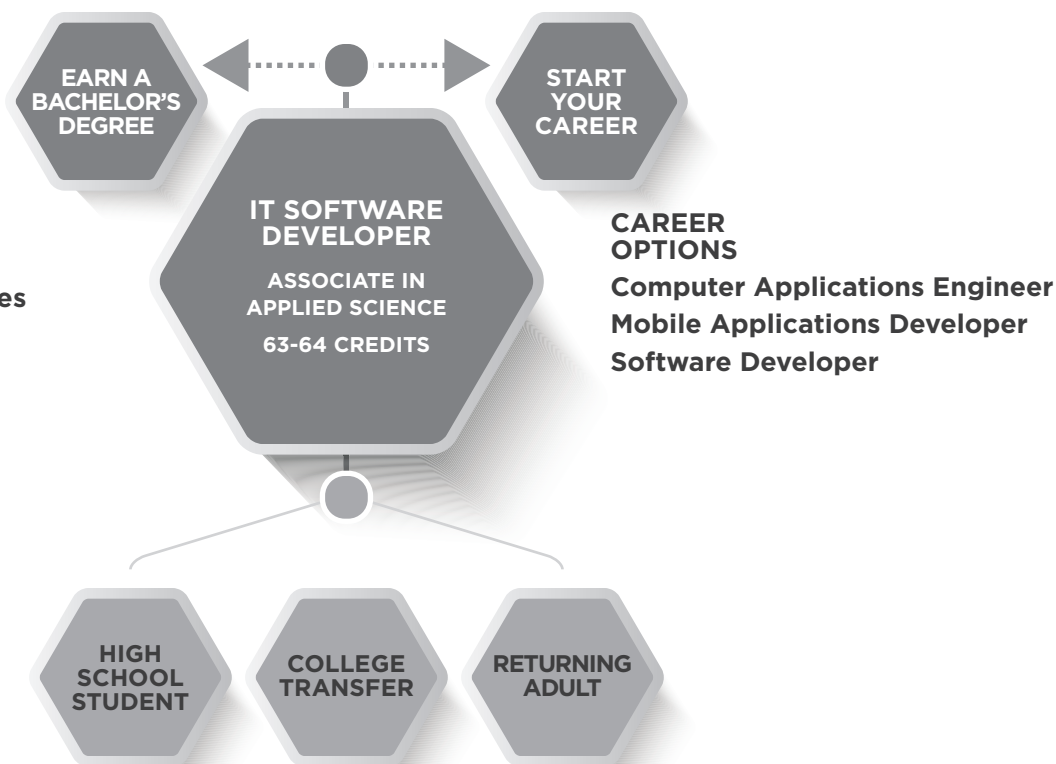 EARN A
BACHELOR'S
DEGREE
START
YOUR
CAREER
IT SOFTWARE
DEVELOPER
ASSOCIATE IN
APPLIED SCIENCE
63-64 CREDITS
CAREER
OPTIONS
Computer Applications Engineer
Mobile Applications Developer
Software Developer
HIGH
SCHOOL
STUDENT
COLLEGE
TRANSFER
RETURNING
ADULT